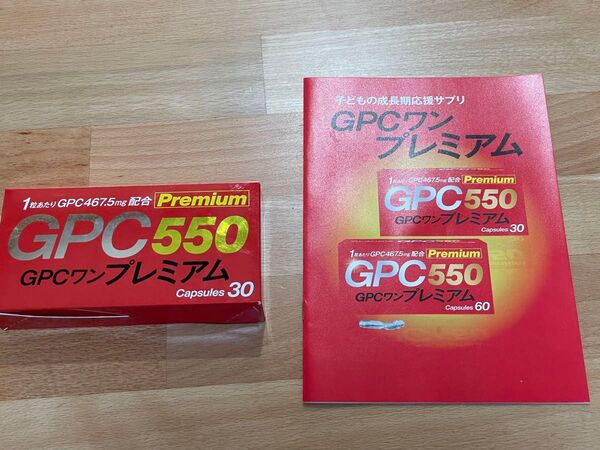 1粒あたり GPC467.5mg 配合 Premium
GPC550
GPCワンプレミアム
Capsules 30
子どもの成長期応援サプリ
GPCワン
プレミアム
1粒あたり GPC467.5mg 配合 Premium
GPC550
GPCワンプレミアム
Capsules 30
1粒あたり GPC467.5mg 配合 Premium
GPC550
GPCワンプレミアム
Capsules 60